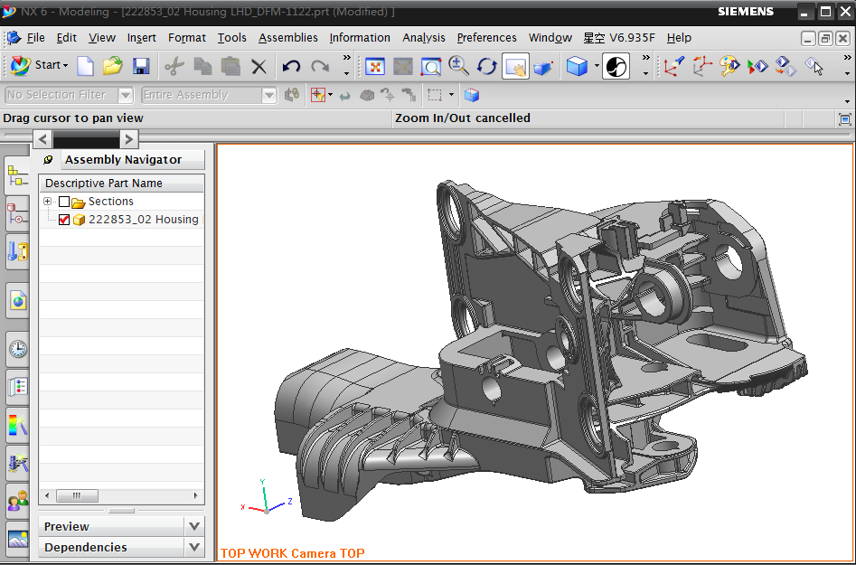 NX 6 - Modeling - [222853_02 Housing LHD_DFM-1122.prt (Modified) ]
SIEMENS
File Edit View Insert Format Tools Assemblies Information Analysis Preferences Window 星空 V6.935F Help
Start
No Selection Filter Entire Assembly
Drag cursor to pan view Zoom In/Out cancelled
Assembly Navigator
Descriptive Part Name
Sections
222853_02 Housing
Preview
Dependencies
Y
X Z
TOP WORK Camera TOP